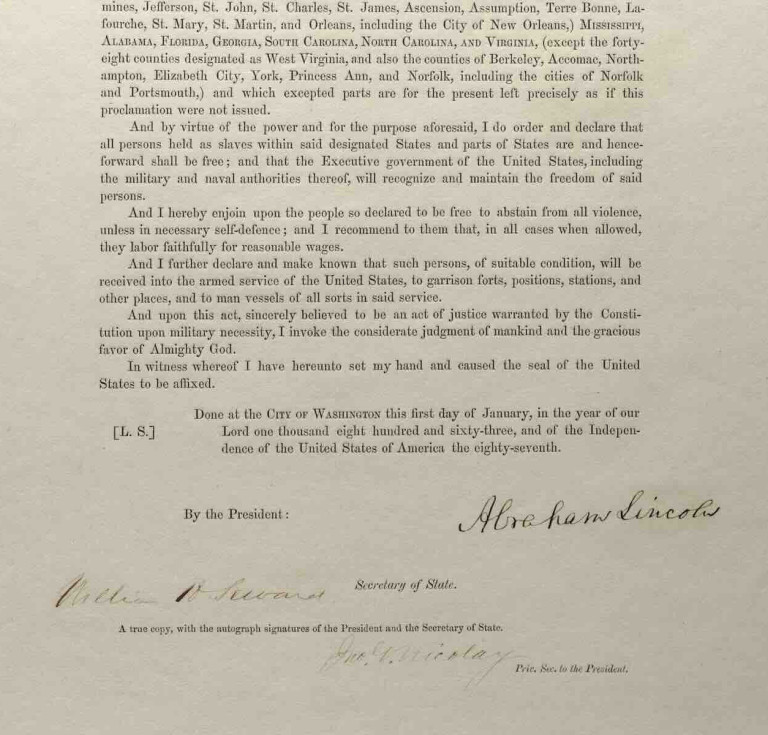 mines, Jefferson, St. John, St. Charles, St. James, Ascension, Assumption, Terre Bonne, La-
fourche, St. Mary, St. Martin, and Orleans, including the City of New Orleans,) MISSISSIPPI,
ALABAMA, FLORIDA, GEORGIA, SOUTH CAROLINA, NORTH CAROLINA, AND VIRGINIA, (except the forty-
eight counties designated as West Virginia, and also the counties of Berkeley, Accomac, North-
ampton, Elizabeth City, York, Princess Ann, and Norfolk, including the cities of Norfolk
and Portsmouth,) and which excepted parts are for the present left precisely as if this
proclamation were not issued.
And by virtue of the power and for the purpose aforesaid, I do order and declare that
all persons held as slaves within said designated States and parts of States are and hence-
forward shall be free; and that the Executive government of the United States, including
the military and naval authorities thereof, will recognize and maintain the freedom of said
persons.
And I hereby enjoin upon the people so declared to be free to abstain from all violence,
unless in necessary self-defence; and I recommend to them that, in all cases when allowed,
they labor faithfully for reasonable wages.
And I further declare and make known that such persons, of suitable condition, will be
received into the armed service of the United States, to garrison forts, positions, stations, and
other places, and to man vessels of all sorts in said service.
And upon this act, sincerely believed to be an act of justice warranted by the Consti-
tution upon military necessity, I invoke the considerate judgment of mankind and the gracious
favor of Almighty God.
In witness whereof I have hereunto set my hand and caused the seal of the United
States to be affixed.
Done at the CITY OF WASHINGTON this first day of January, in the year of our
[L. S.] Lord one thousand eight hundred and sixty-three, and of the Indepen-
dence of the United States of America the eighty-seventh.
By the President: Abraham Lincoln
William H Seward Secretary of State.
A true copy, with the autograph signatures of the President and the Secretary of State.
Jno. G. Nicolay
Priv. Sec. to the President.